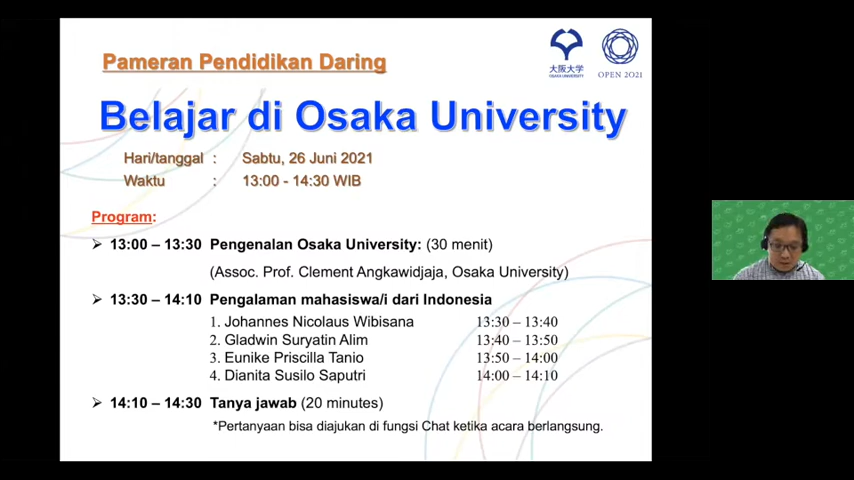 大阪大学
OSAKA UNIVERSITY
OPEN 2021
Pameran Pendidikan Daring
Belajar di Osaka University
Hari/tanggal : Sabtu, 26 Juni 2021
Waktu : 13:00 - 14:30 WIB
Program:
➢ 13:00 – 13:30 Pengenalan Osaka University: (30 menit)
(Assoc. Prof. Clement Angkawidjaja, Osaka University)
➢ 13:30 – 14:10 Pengalaman mahasiswa/i dari Indonesia
1. Johannes Nicolaus Wibisana 13:30 – 13:40
2. Gladwin Suryatin Alim 13:40 – 13:50
3. Eunike Priscilla Tanio 13:50 – 14:00
4. Dianita Susilo Saputri 14:00 – 14:10
➢ 14:10 – 14:30 Tanya jawab (20 minutes)
*Pertanyaan bisa diajukan di fungsi Chat ketika acara berlangsung.